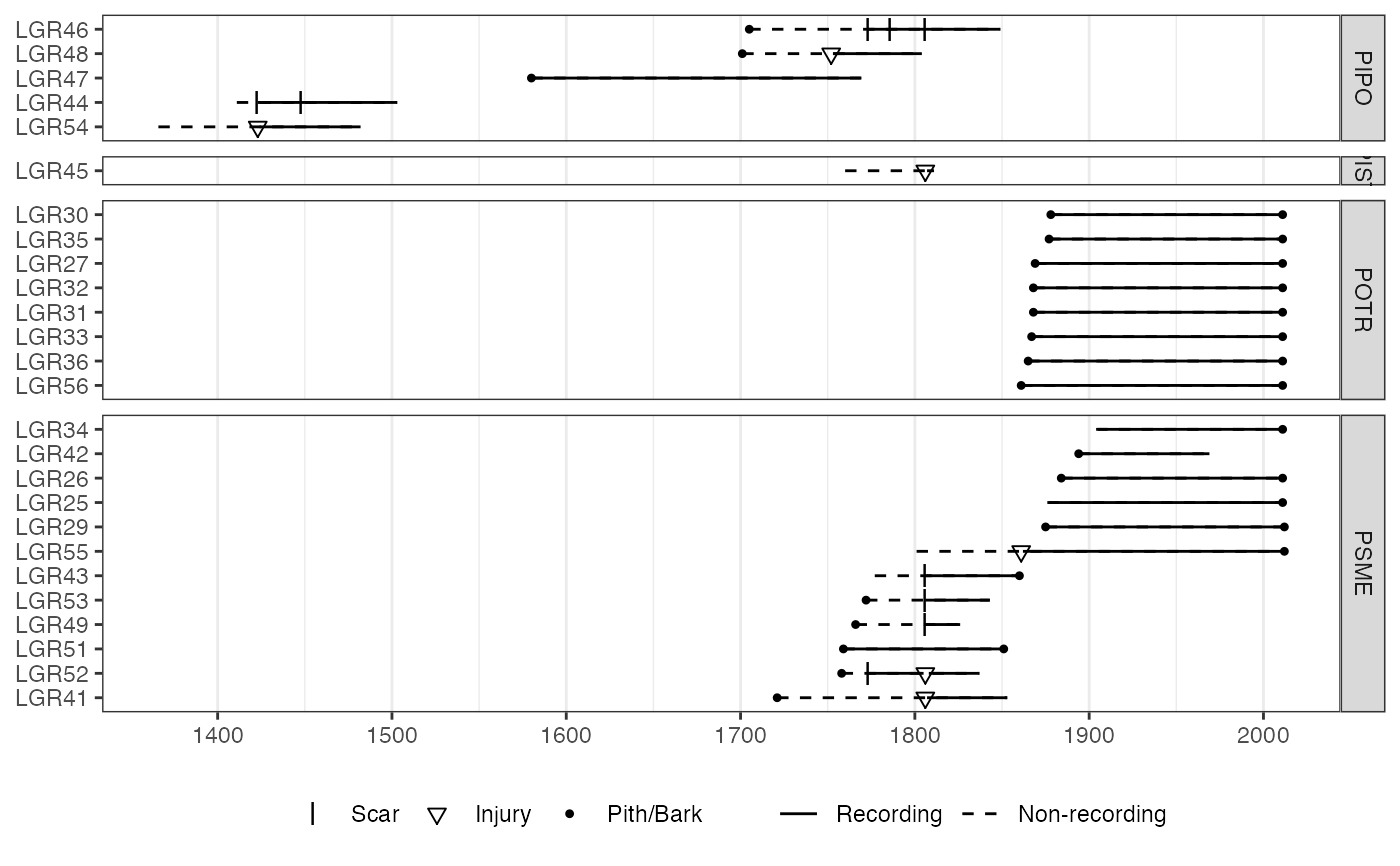 LGR46
LGR48
LGR47
LGR44
LGR54
PIPO
LGR45
LGR30
LGR35
LGR27
LGR32
LGR31
LGR33
LGR36
LGR56
POTR
LGR34
LGR42
LGR26
LGR25
LGR29
LGR55
LGR43
LGR53
LGR49
LGR51
LGR52
LGR41
PSME
1400 1500 1600 1700 1800 1900 2000
Scar Injury Pith/Bark Recording Non-recording